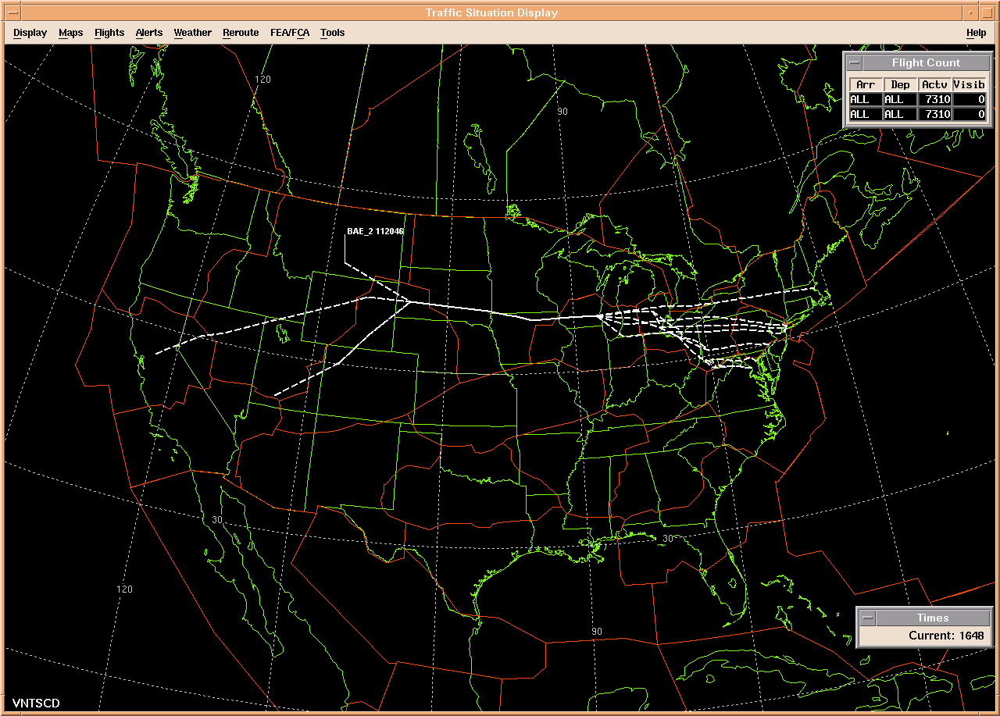 Traffic Situation Display
Display Maps Flights Alerts Weather Reroute FEA/FCA Tools Help
Flight Count
Arr Dep Actv Visib
ALL ALL 7310 0
ALL ALL 7310 0
120
90
BAE_2 112046
30
30
120
90
Times
Current: 1648
VNTSCD